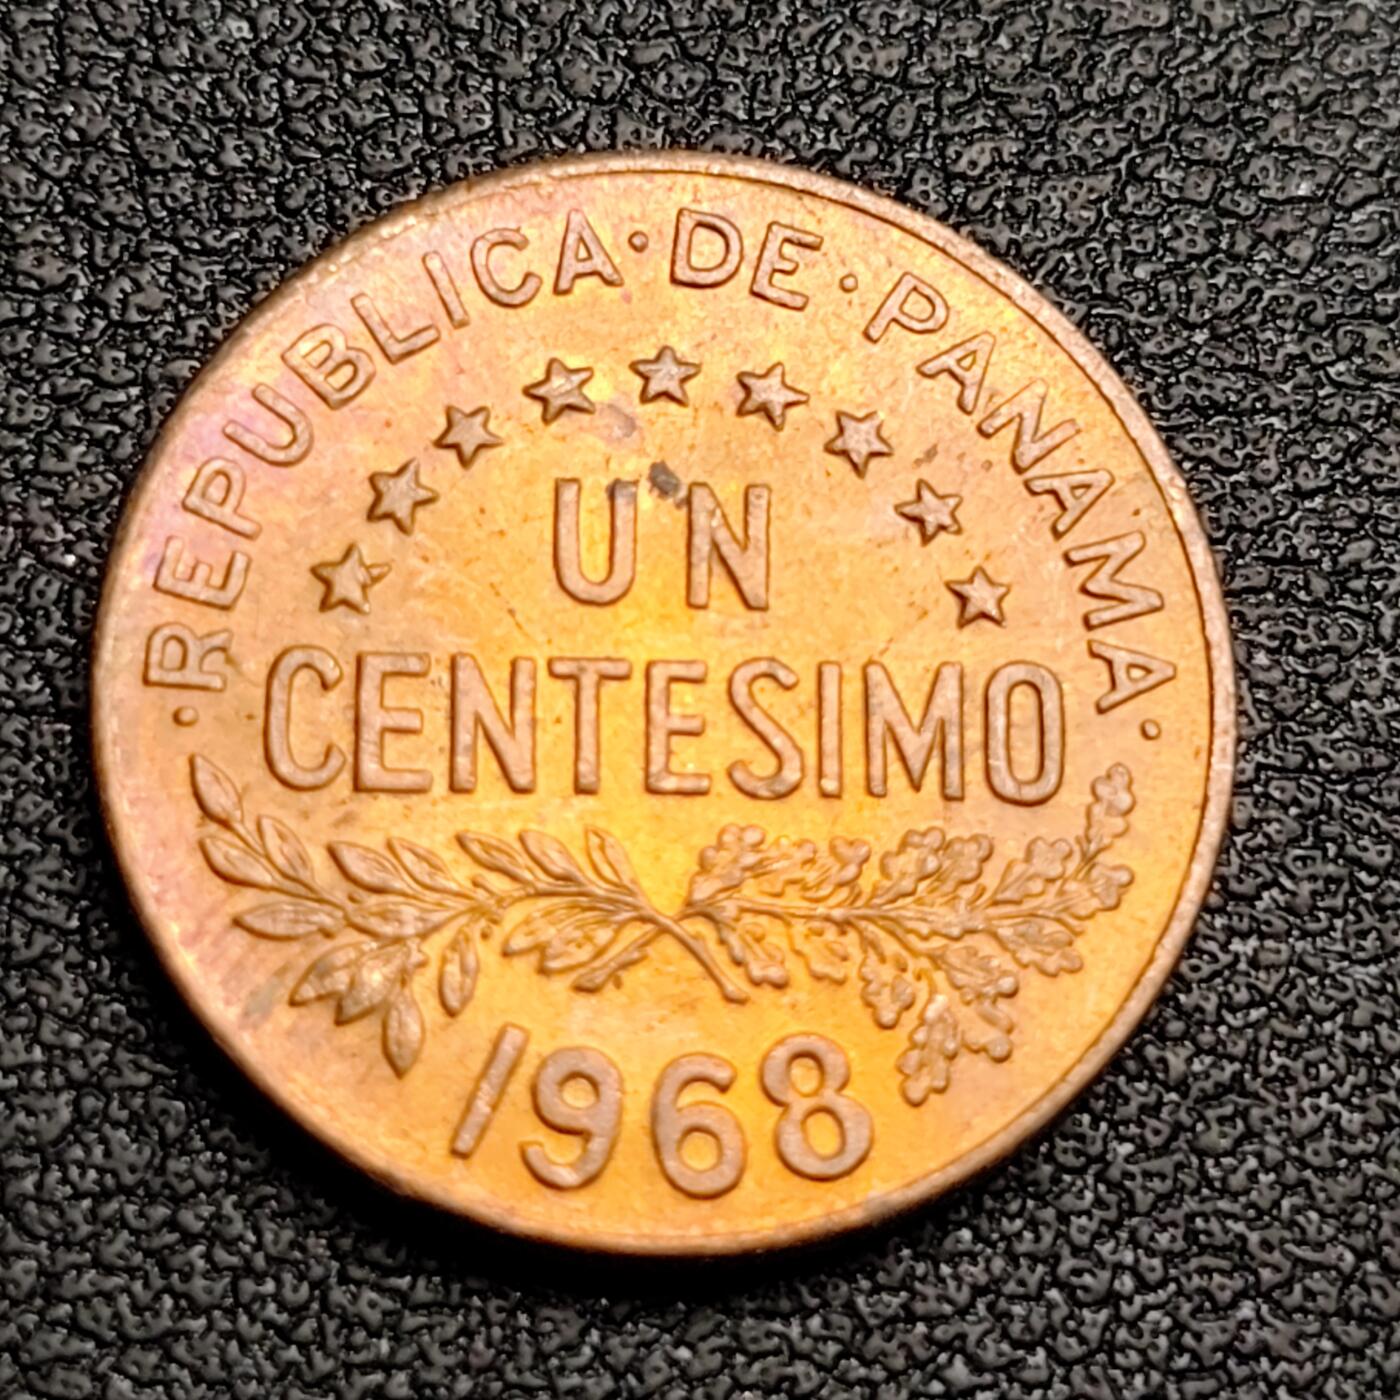 ·REPUBLICA·DE·PANAMA·
UN
CENTESIMO
1968